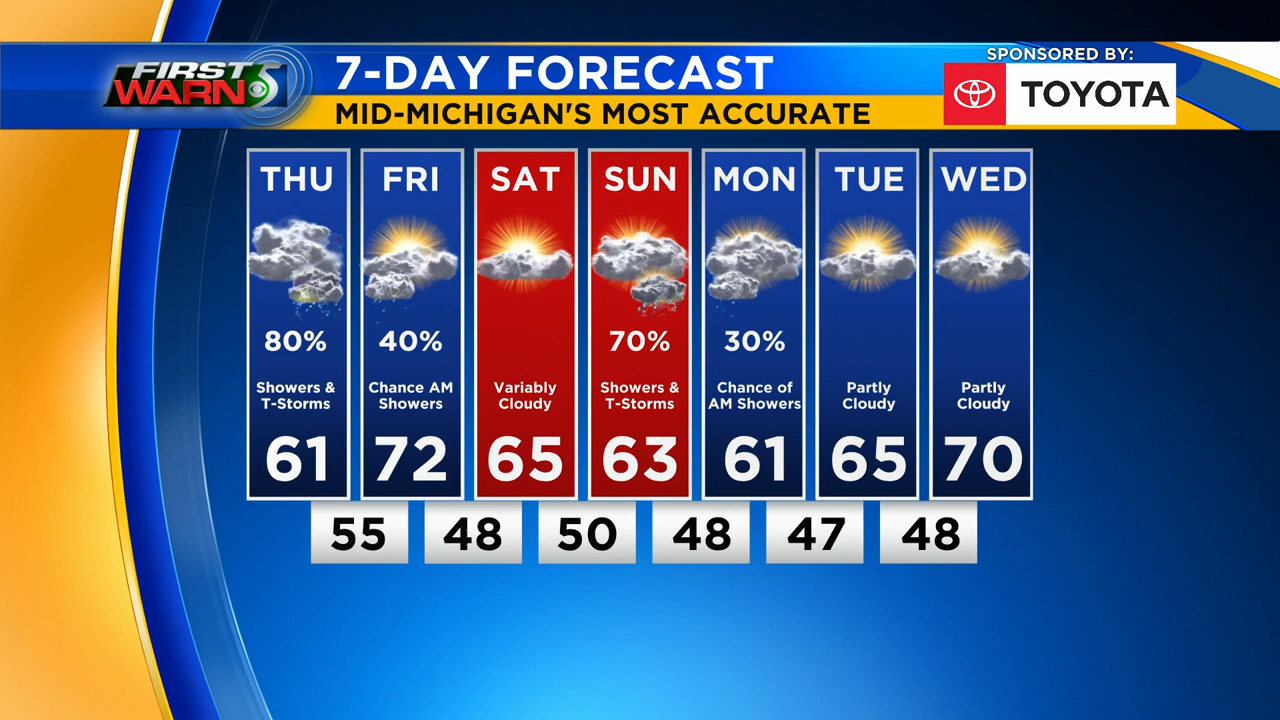 FIRST
WARN 5
7-DAY FORECAST
MID-MICHIGAN'S MOST ACCURATE
SPONSORED BY:
TOYOTA
THU FRI SAT SUN MON TUE WED
80% 40% 70% 30%
Showers & Chance AM Variably Showers & Chance of Partly Partly
T-Storms Showers Cloudy T-Storms AM Showers Cloudy Cloudy
61 72 65 63 61 65 70
55 48 50 48 47 48